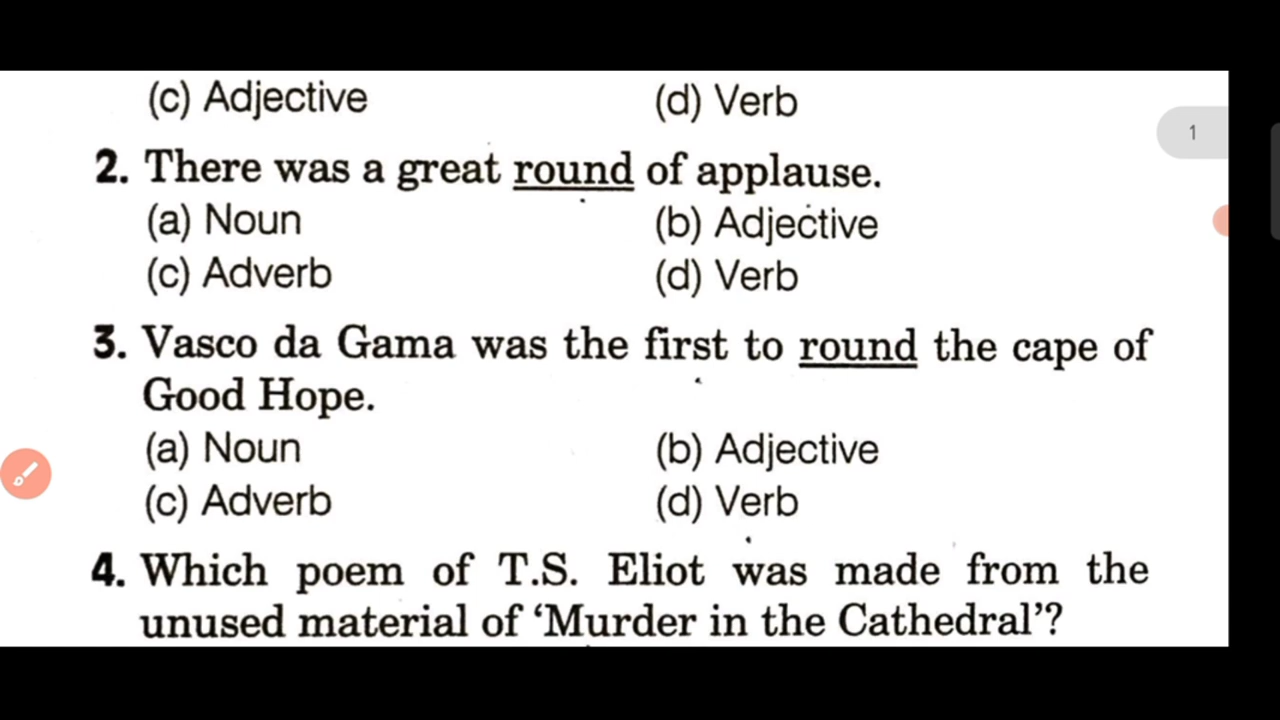 (c) Adjective (d) Verb
1
2. There was a great round of applause.
(a) Noun (b) Adjective
(c) Adverb (d) Verb
3. Vasco da Gama was the first to round the cape of
Good Hope.
(a) Noun (b) Adjective
(c) Adverb (d) Verb
4. Which poem of T.S. Eliot was made from the
unused material of ‘Murder in the Cathedral’?